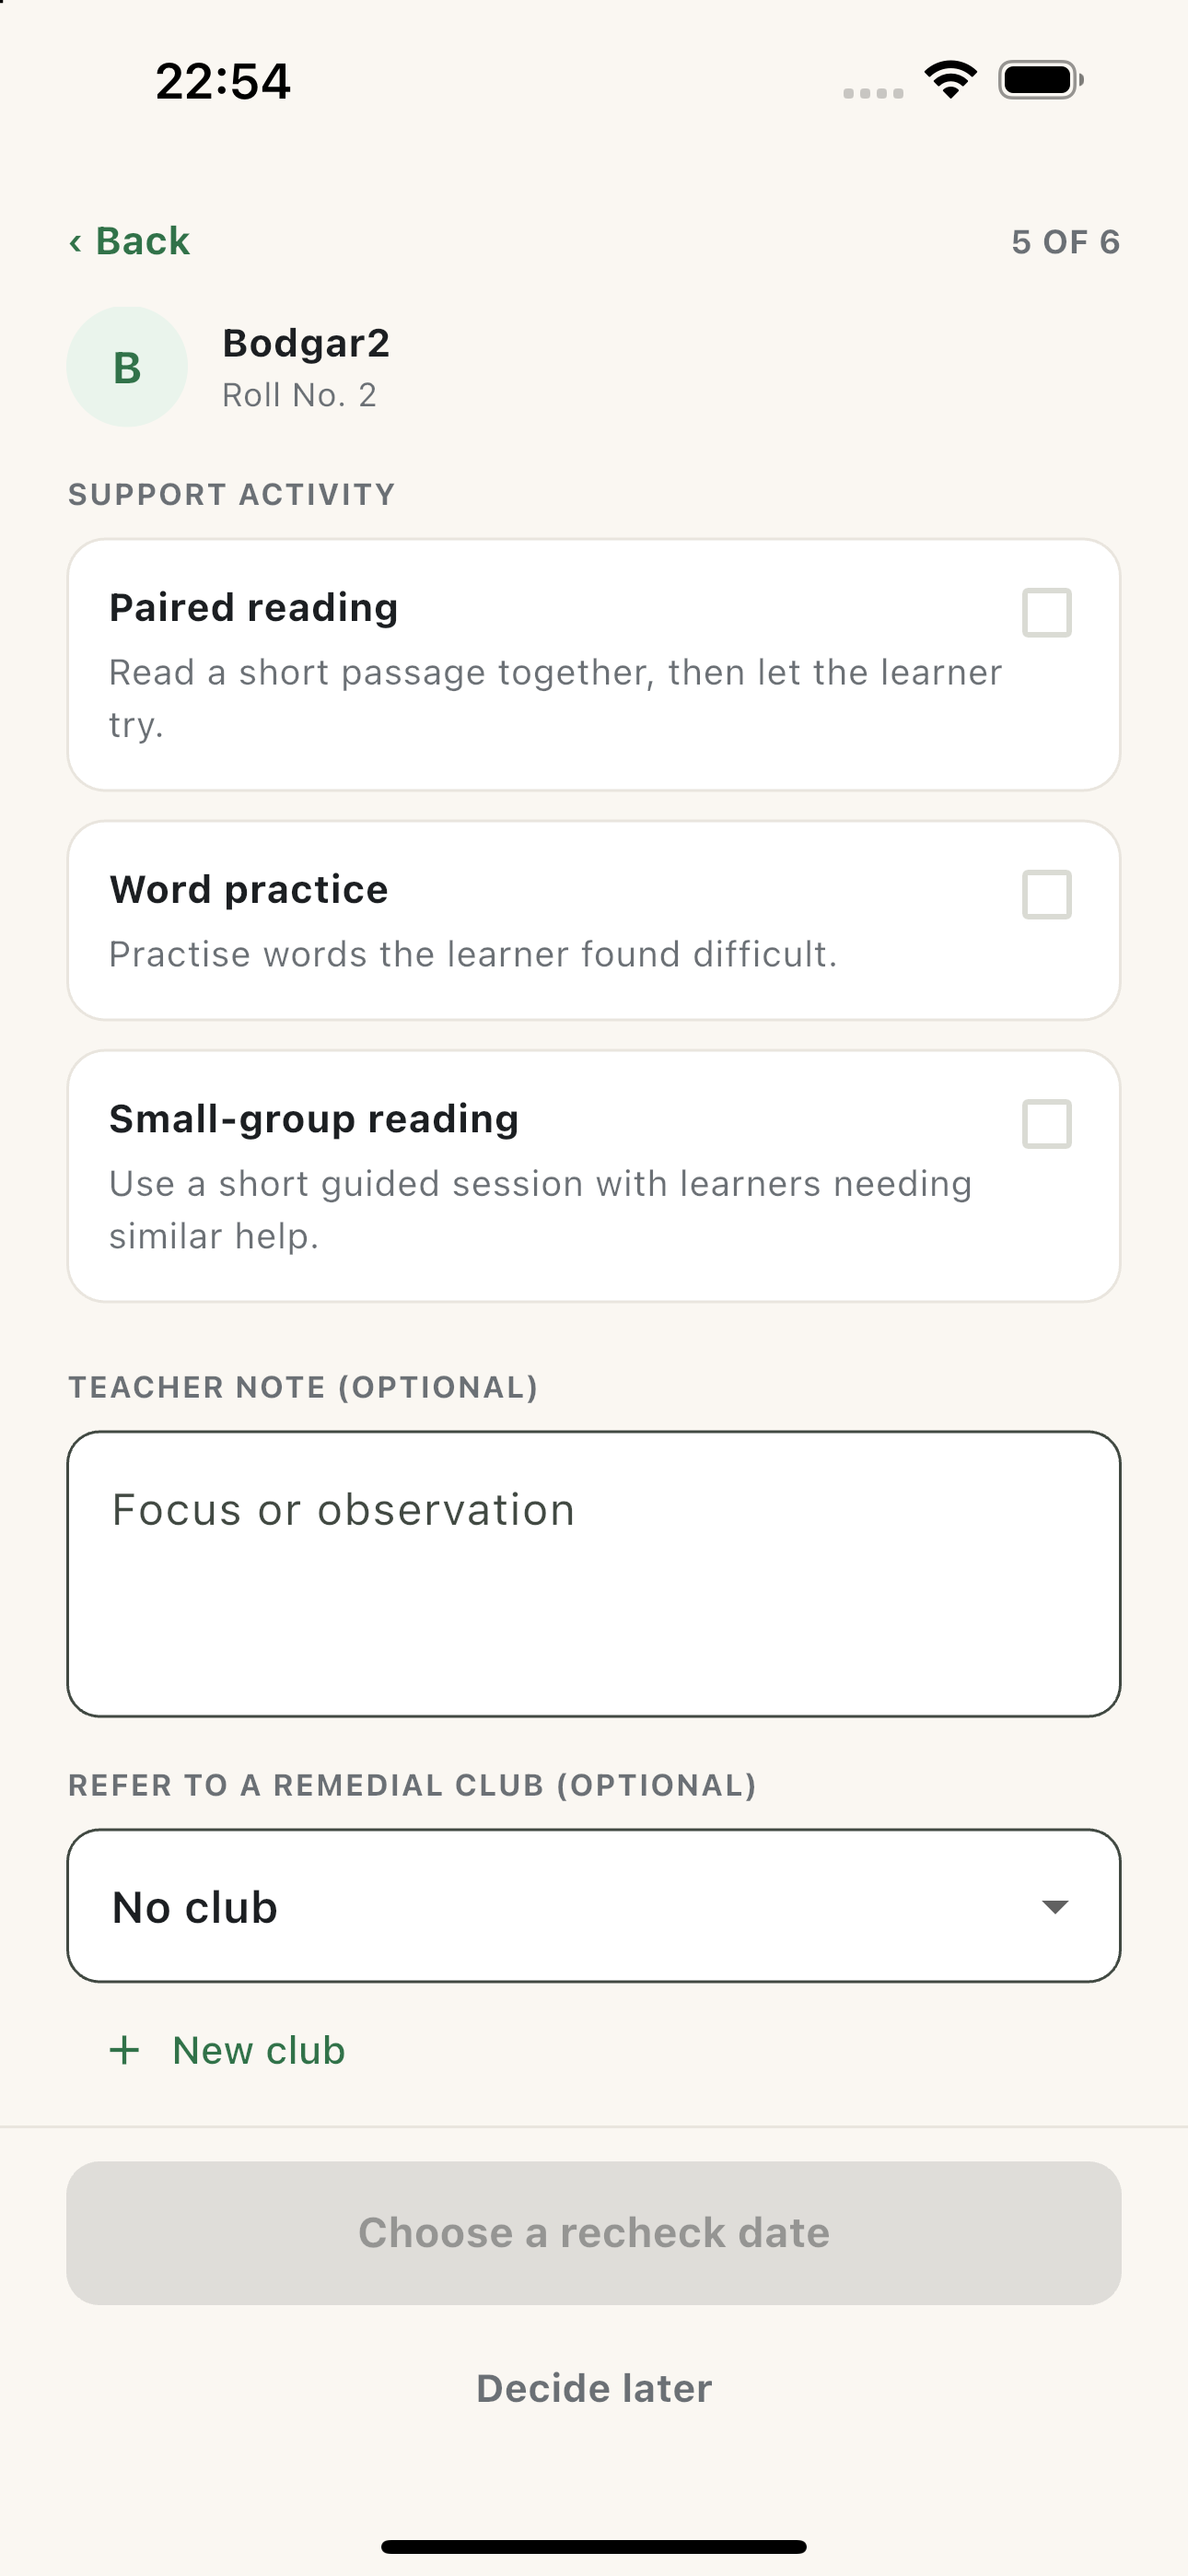 22:54
‹ Back
5 OF 6
B
Bodgar2
Roll No. 2
SUPPORT ACTIVITY
Paired reading
Read a short passage together, then let the learner
try.
Word practice
Practise words the learner found difficult.
Small-group reading
Use a short guided session with learners needing
similar help.
TEACHER NOTE (OPTIONAL)
Focus or observation
REFER TO A REMEDIAL CLUB (OPTIONAL)
No club
+ New club
Choose a recheck date
Decide later